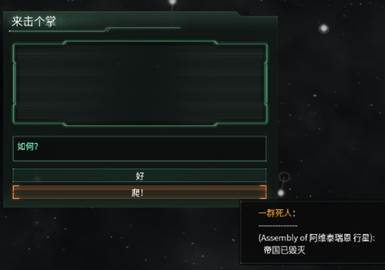 来击个掌
如何？
好
爬！
一群死人：
--------------
(Assembly of 阿维泰瑞恩 行星):
帝国已毁灭